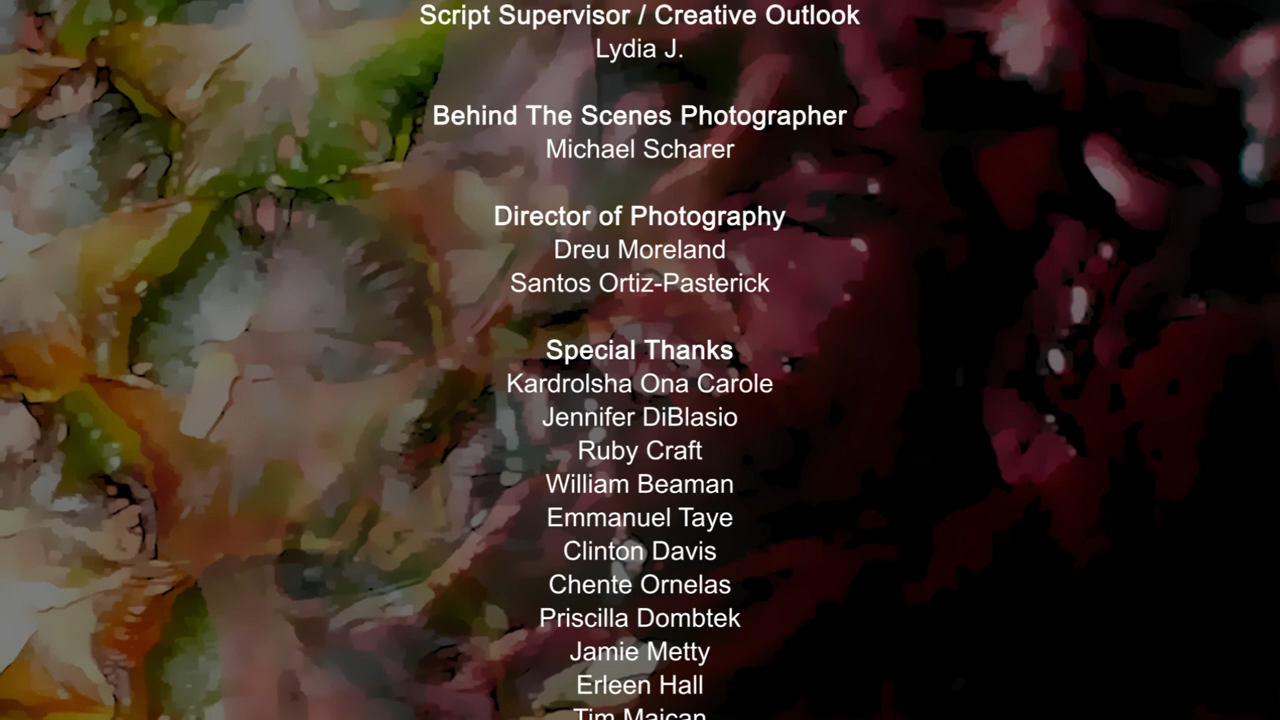 Script Supervisor / Creative Outlook
Lydia J.
Behind The Scenes Photographer
Michael Scharer
Director of Photography
Dreu Moreland
Santos Ortiz-Pasterick
Special Thanks
Kardrolsha Ona Carole
Jennifer DiBlasio
Ruby Craft
William Beaman
Emmanuel Taye
Clinton Davis
Chente Ornelas
Priscilla Dombtek
Jamie Metty
Erleen Hall
Tim Maican